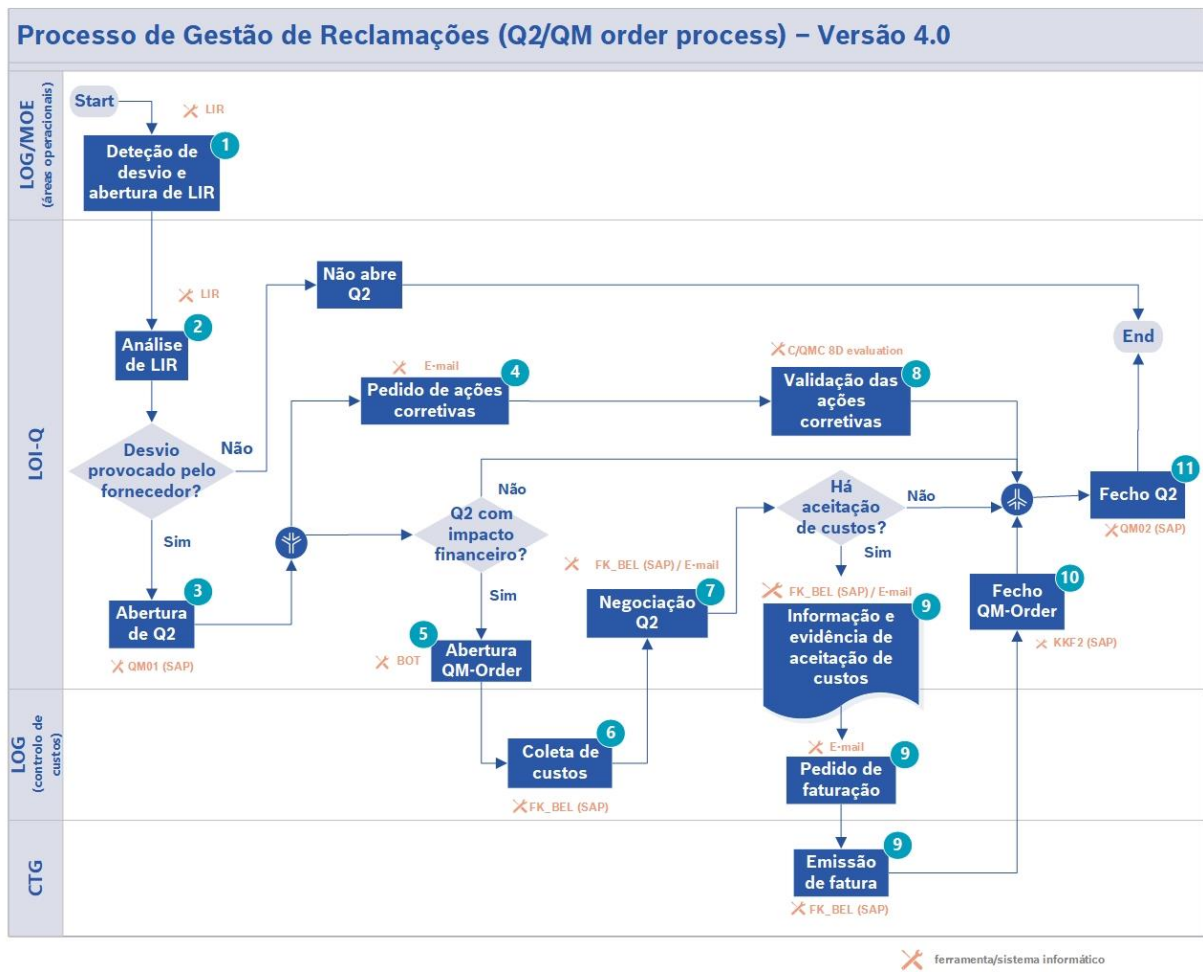 Processo de Gestão de Reclamações (Q2/QM order process) – Versão 4.0
LOG/MOE
(áreas operacionais)
Start
LIR
1
Deteção de
desvio e
abertura de LIR
LOI-Q
Não abre
Q2
LIR
2
Análise
de LIR
End
E-mail
4
Pedido de ações
corretivas
C/QMC 8D evaluation
8
Validação das
ações
corretivas
Desvio
provocado pelo
fornecedor?
Não
Sim
Não
Q2 com
impacto
financeiro?
Sim
Há
aceitação
de custos?
Não
Sim
11
Fecho Q2
QM02 (SAP)
3
Abertura
de Q2
QM01 (SAP)
5
Abertura
QM-Order
BOT
FK_BEL (SAP) / E-mail
7
Negociação
Q2
FK_BEL (SAP) / E-mail
9
Informação e
evidência de
aceitação de
custos
10
Fecho
QM-Order
KKF2 (SAP)
LOG
(controlo de
custos)
6
Coleta de
custos
FK_BEL (SAP)
E-mail
9
Pedido de
faturação
CTG
9
Emissão
de fatura
FK_BEL (SAP)
ferramenta/sistema informático